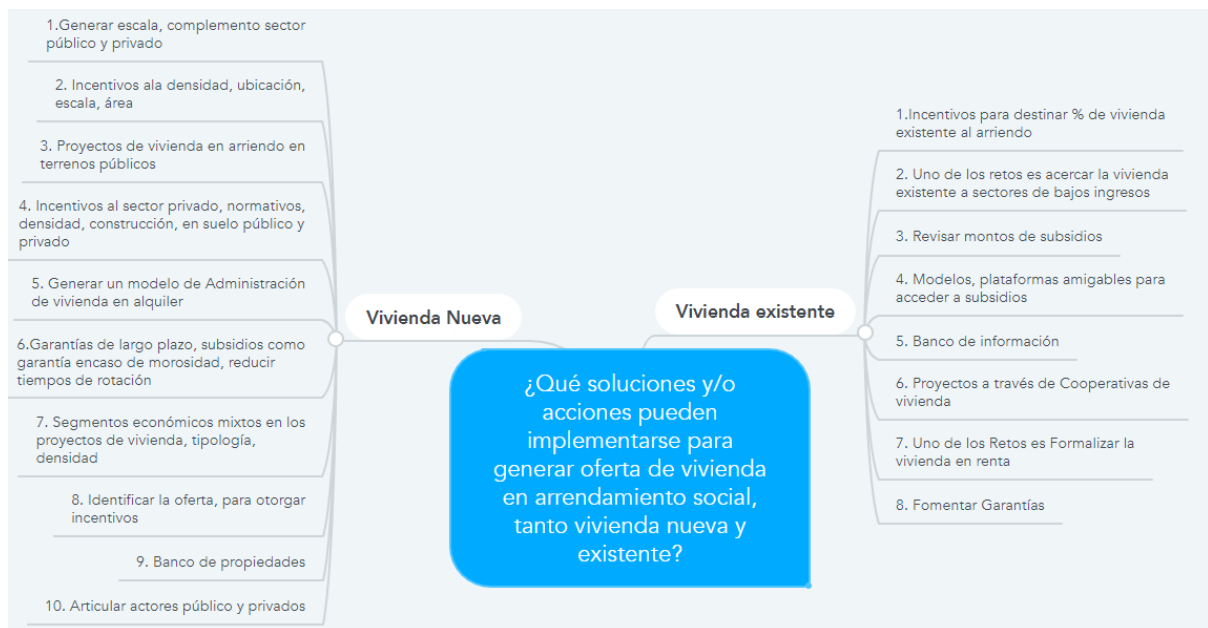 1.Generar escala, complemento sector
público y privado
2. Incentivos ala densidad, ubicación,
escala, área
3. Proyectos de vivienda en arriendo en
terrenos públicos
4. Incentivos al sector privado, normativos,
densidad, construcción, en suelo público y
privado
5. Generar un modelo de Administración
de vivienda en alquiler
6.Garantías de largo plazo, subsidios como
garantía encaso de morosidad, reducir
tiempos de rotación
7. Segmentos económicos mixtos en los
proyectos de vivienda, tipología,
densidad
8. Identificar la oferta, para otorgar
incentivos
9. Banco de propiedades
10. Articular actores público y privados
Vivienda Nueva
¿Qué soluciones y/o
acciones pueden
implementarse para
generar oferta de vivienda
en arrendamiento social,
tanto vivienda nueva y
existente?
Vivienda existente
1.Incentivos para destinar % de vivienda
existente al arriendo
2. Uno de los retos es acercar la vivienda
existente a sectores de bajos ingresos
3. Revisar montos de subsidios
4. Modelos, plataformas amigables para
acceder a subsidios
5. Banco de información
6. Proyectos a través de Cooperativas de
vivienda
7. Uno de los Retos es Formalizar la
vivienda en renta
8. Fomentar Garantías